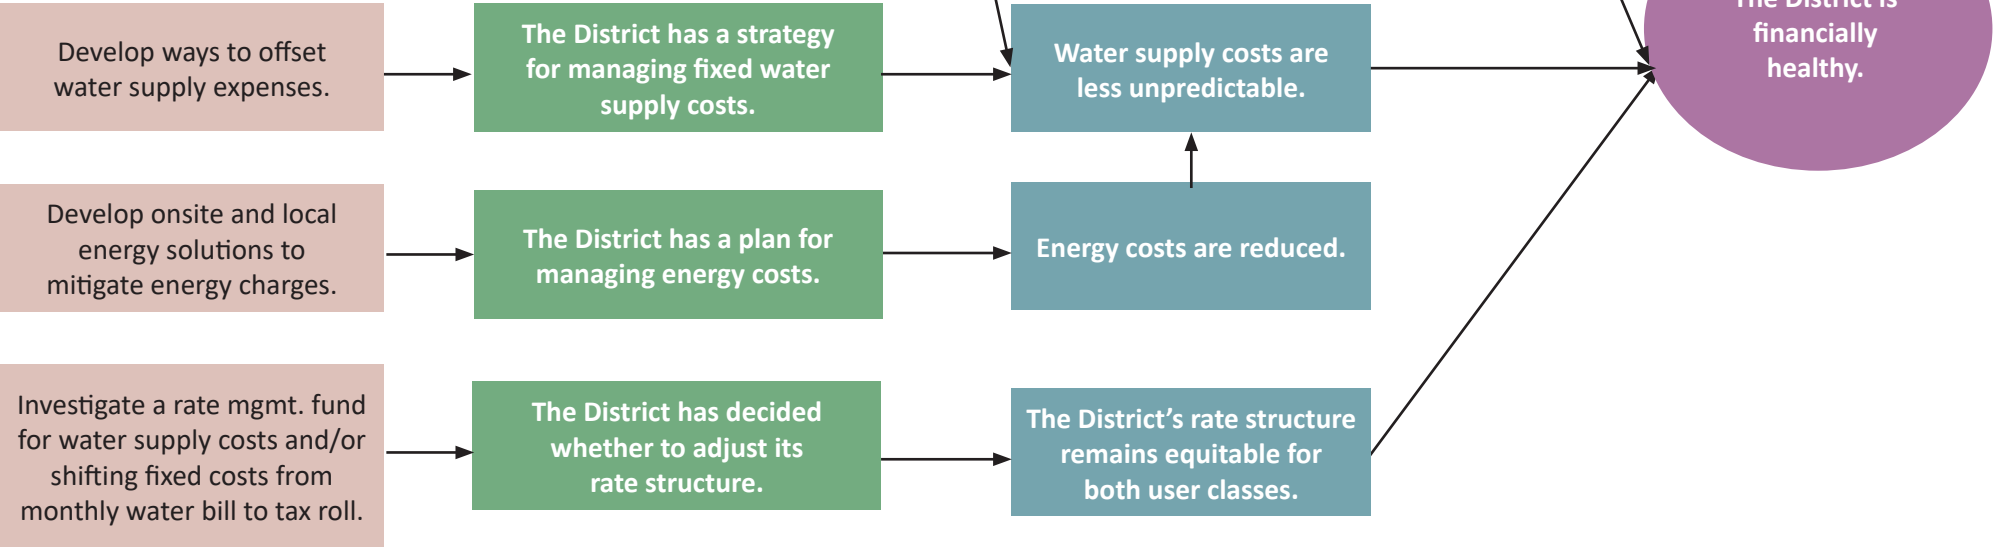 Develop ways to offset
water supply expenses.
The District has a strategy
for managing fixed water
supply costs.
Water supply costs are
less unpredictable.
The District is
financially
healthy.
Develop onsite and local
energy solutions to
mitigate energy charges.
The District has a plan for
managing energy costs.
Energy costs are reduced.
Investigate a rate mgmt. fund
for water supply costs and/or
shifting fixed costs from
monthly water bill to tax roll.
The District has decided
whether to adjust its
rate structure.
The District’s rate structure
remains equitable for
both user classes.